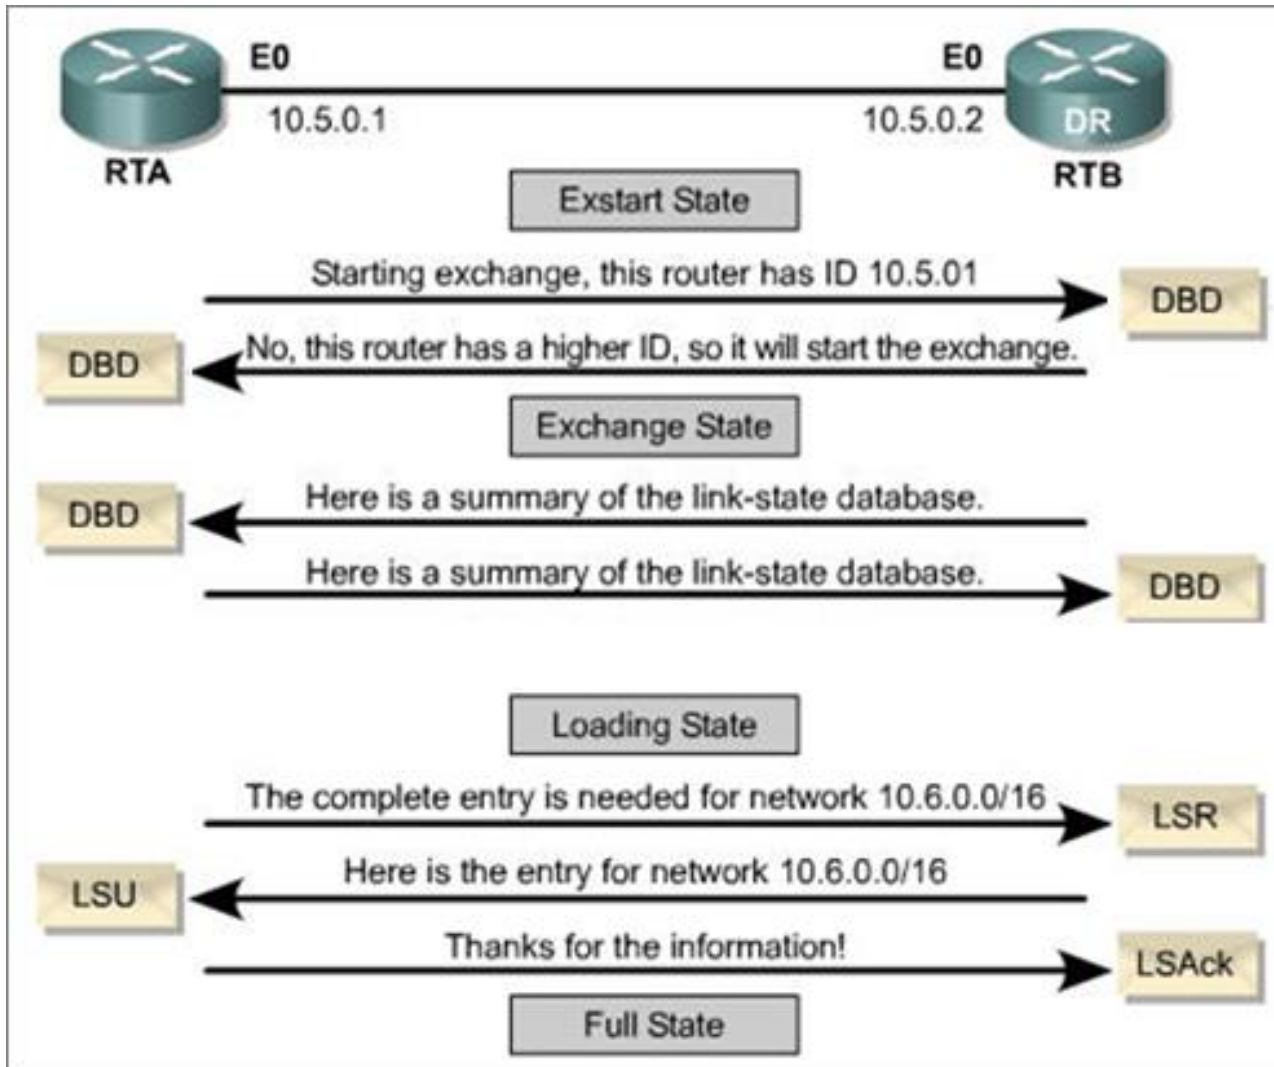 E0
E0
10.5.0.1
10.5.0.2
DR
RTA
RTB
Exstart State
Starting exchange, this router has ID 10.5.01
DBD
No, this router has a higher ID, so it will start the exchange.
DBD
Exchange State
Here is a summary of the link-state database.
DBD
Here is a summary of the link-state database.
DBD
Loading State
The complete entry is needed for network 10.6.0.0/16
LSR
Here is the entry for network 10.6.0.0/16
LSU
Thanks for the information!
LSAck
Full State